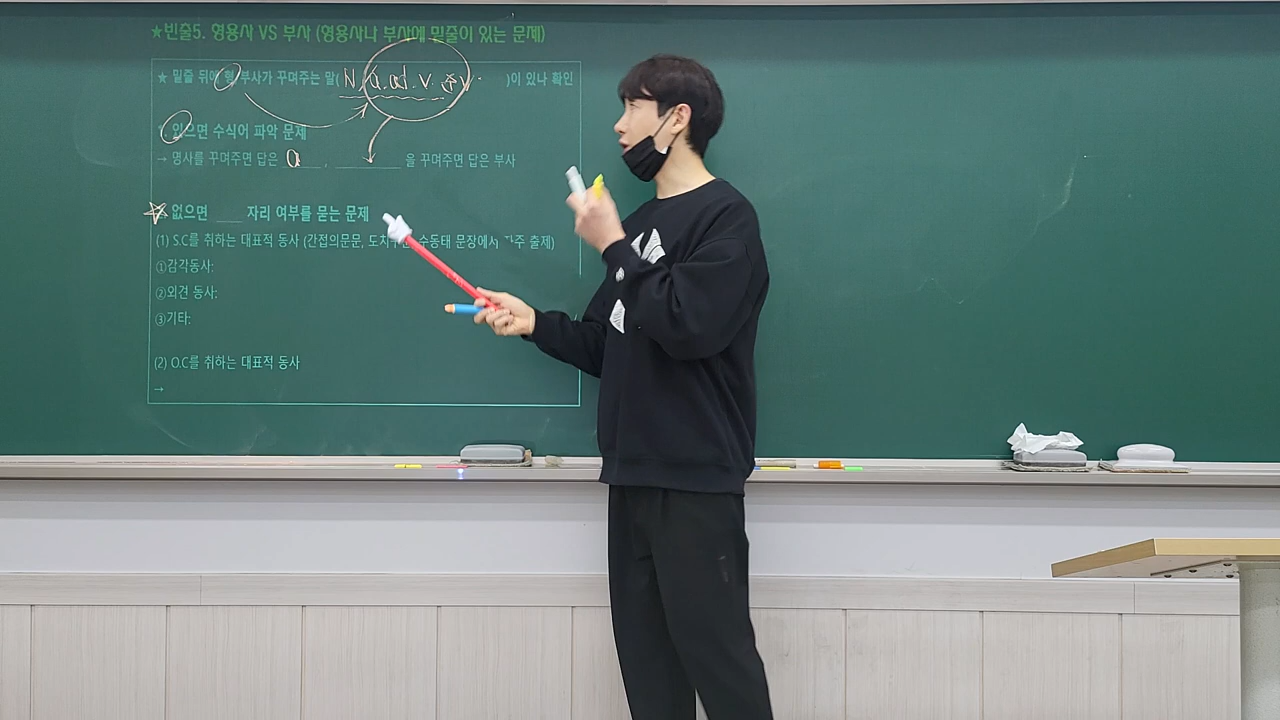 ★빈출5. 형용사 VS 부사 (형용사나 부사에 밑줄이 있는 문제)
★ 밑줄 뒤에 형 부사가 꾸며주는 말( N, a. ad. v. 준v. )이 있나 확인
있으면 수식어 파악 문제
→ 명사를 꾸며주면 답은 a , ____ 을 꾸며주면 답은 부사
☆ 없으면 ____ 자리 여부를 묻는 문제
(1) S.C를 취하는 대표적 동사 (간접의문문, 수동태 문장에서 자주 출제)
①감각동사:
②외견 동사:
③기타:
(2) O.C를 취하는 대표적 동사
→